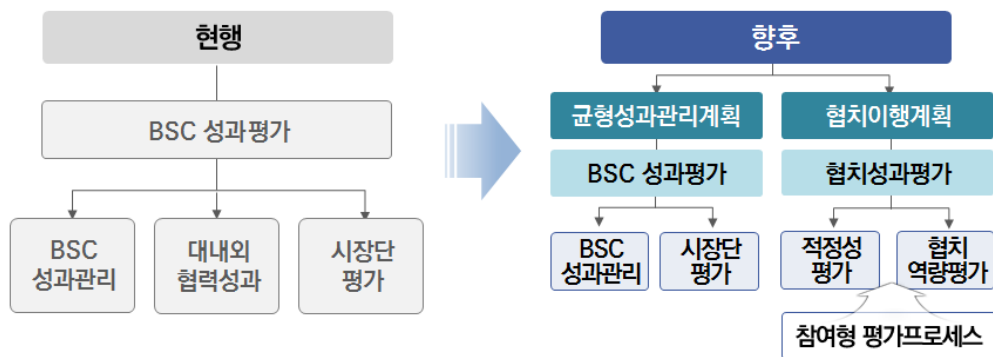 현행
BSC 성과평가
BSC
성과관리
대내외
협력성과
시장단
평가
향후
균형성과관리계획
협치이행계획
BSC 성과평가
협치성과평가
BSC
성과관리
시장단
평가
적정성
평가
협치
역량평가
참여형 평가프로세스